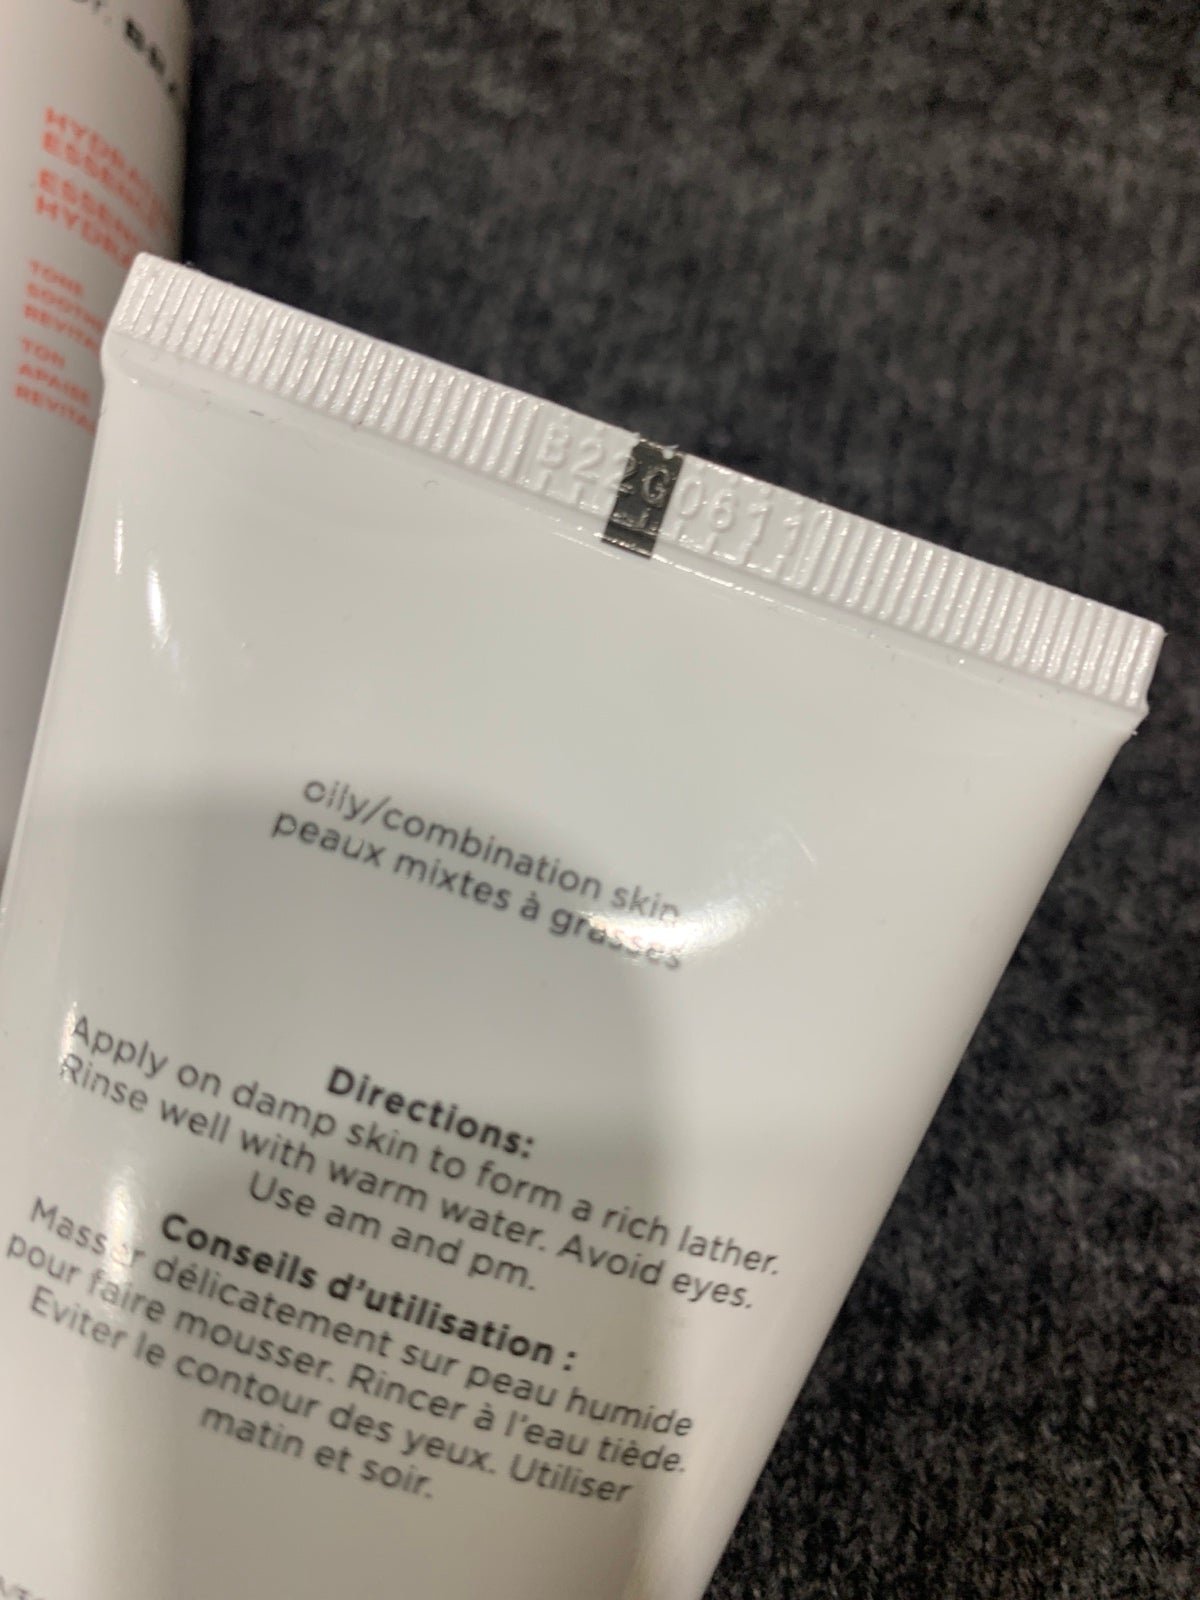 TONE
TON
B22G0611
oily/combination skin
peaux mixtes à grasses
Directions:
Apply on damp skin to form a rich lather.
Rinse well with warm water. Avoid eyes.
Use am and pm.
Conseils d'utilisation :
Masser délicatement sur peau humide
pour faire mousser. Rincer à l'eau tiède.
Eviter le contour des yeux. Utiliser
matin et soir.